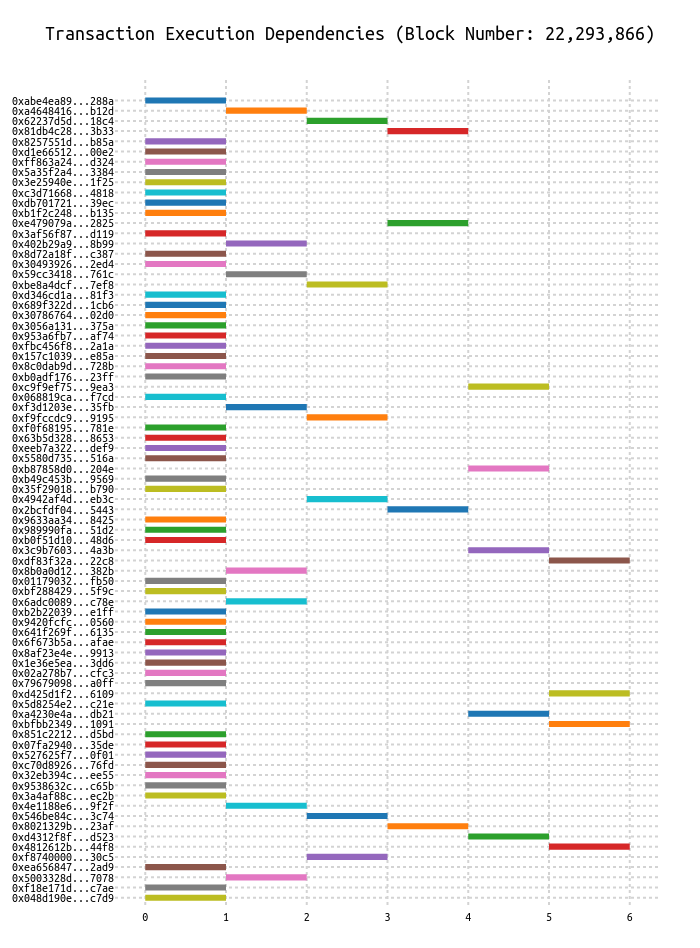 Transaction Execution Dependencies (Block Number: 22,293,866)
0xabe4ea89...288a
0xa4648416...b12d
0x62237d5d...18c4
0x81db4c28...3b33
0x8257551d...b85a
0xd1e66512...00e2
0xff863a24...d324
0x5a35f2a4...3384
0x3e25940e...1f25
0xc3d71668...4818
0xdb701721...39ec
0xb1f2c248...b135
0xe479079a...2825
0x3af56f87...d119
0x402b29a9...8b99
0x8d72a18f...c387
0x30493926...2ed4
0x59cc3418...761c
0xbe8a4dcf...7ef8
0xd346cd1a...81f3
0x689f322d...1cb6
0x30786764...02d0
0x3056a131...375a
0x953a6fb7...af74
0xfbc456f8...2a1a
0x157c1039...e85a
0x8c0dab9d...728b
0xb0adf176...23ff
0xc9f9ef75...9ea3
0x068819ca...f7cd
0xf3d1203e...35fb
0xf9fccdc9...9195
0xf0f68195...781e
0x63b5d328...8653
0xeeb7a322...def9
0x5580d735...516a
0xb87858d0...204e
0xb49c453b...9569
0x35f29018...b790
0x4942af4d...eb3c
0x2bcfdf04...5443
0x9633aa34...8425
0x989990fa...51d2
0xb0f51d10...48d6
0x3c9b7603...4a3b
0xdf83f32a...22c8
0x8b0a0d12...382b
0x01179032...fb50
0xbf288429...5f9c
0x6adc0089...c78e
0xb2b22039...e1ff
0x9420fcfc...0560
0x641f269f...6135
0x6f673b5a...afae
0x8af23e4e...9913
0x1e36e5ea...3dd6
0x02a278b7...cfc3
0x79679098...a0ff
0xd425d1f2...6109
0x5d8254e2...c21e
0xa4230e4a...db21
0xbfbb2349...1091
0x851c2212...d5bd
0x07fa2940...35de
0x527625f7...0f01
0xc70d8926...76fd
0x32eb394c...ee55
0x9538632c...c65b
0x3a4af88c...ec2b
0x4e1188e6...9f2f
0x546be84c...3c74
0x8021329b...23af
0xd4312f8f...d523
0x4812612b...44f8
0xf8740000...30c5
0xea656847...2ad9
0x5003328d...7078
0xf18e171d...c7ae
0x048d190e...c7d9
0 1 2 3 4 5 6